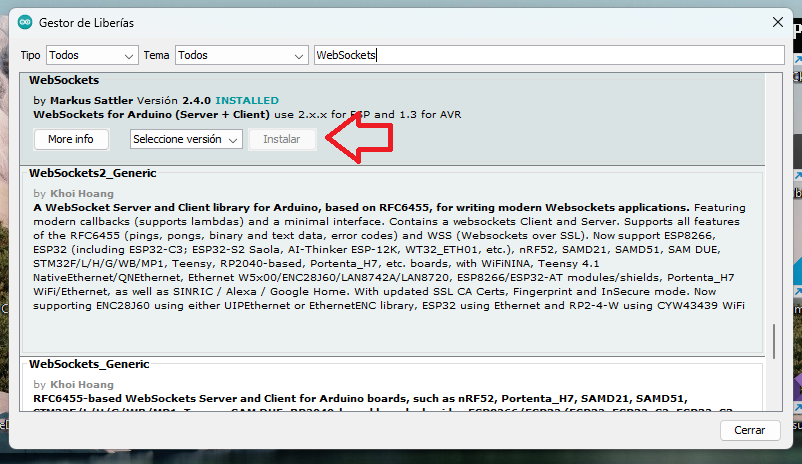 Gestor de Liberías
Tipo Todos Tema Todos WebSockets
WebSockets
by Markus Sattler Versión 2.4.0 INSTALLED
WebSockets for Arduino (Server + Client) use 2.x.x for ESP and 1.3 for AVR
More info Seleccione versión Instalar
WebSockets2_Generic
by Khoi Hoang
A WebSocket Server and Client library for Arduino, based on RFC6455, for writing modern Websockets applications. Featuring
modern callbacks (supports lambdas) and a minimal interface. Contains a websockets Client and Server. Supports all features
of the RFC6455 (pings, pongs, binary and text data, error codes) and WSS (Websockets over SSL). Now support ESP8266,
ESP32 (including ESP32-C3; ESP32-S2 Saola, AI-Thinker ESP-12K, WT32_ETH01, etc.), nRF52, SAMD21, SAMD51, SAM DUE,
STM32F/L/H/G/WB/MP1, Teensy, RP2040-based, Portenta_H7, etc. boards, with WiFiNINA, Teensy 4.1
NativeEthernet/QNEthernet, Ethernet W5x00/ENC28J60/LAN8742A/LAN8720, ESP8266/ESP32-AT modules/shields, Portenta_H7
WiFi/Ethernet, as well as SINRIC / Alexa / Google Home. With updated SSL CA Certs, Fingerprint and InSecure mode. Now
supporting ENC28J60 using either UIPEthernet or EthernetENC library, ESP32 using Ethernet and RP2-4-W using CYW43439 WiFi
WebSockets_Generic
by Khoi Hoang
RFC6455-based WebSockets Server and Client for Arduino boards, such as nRF52, Portenta_H7, SAMD21, SAMD51,
Cerrar